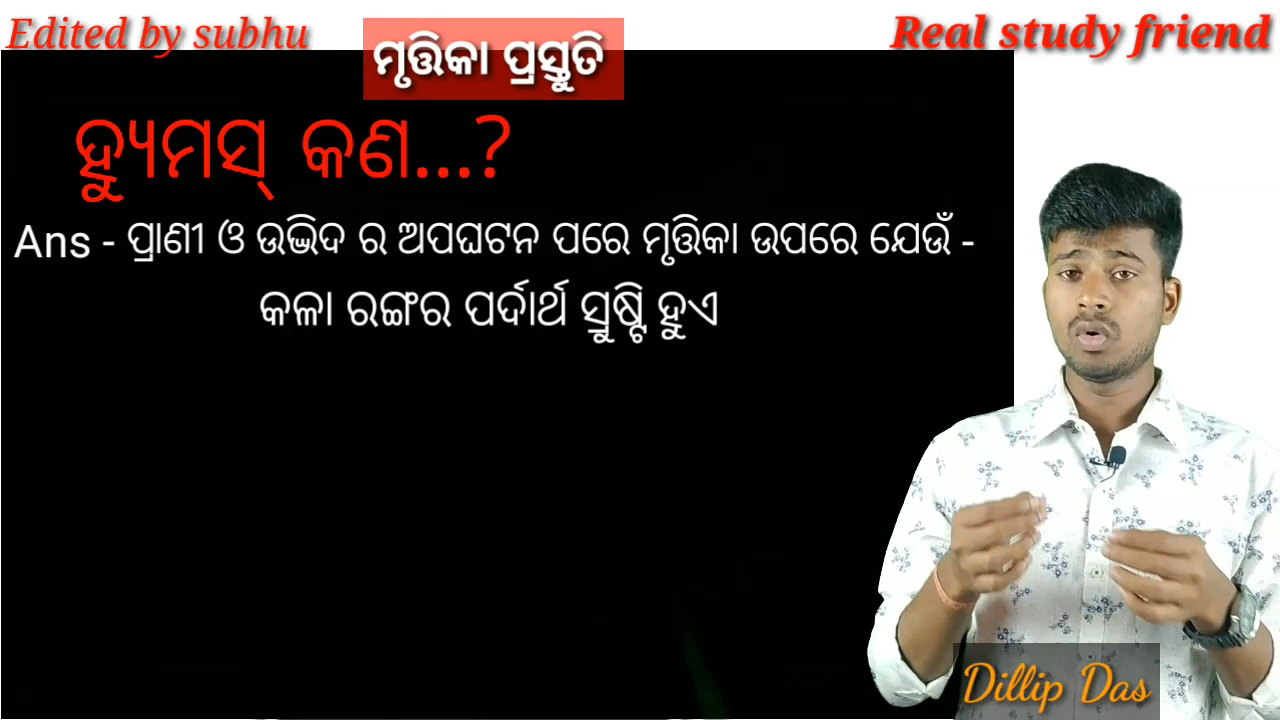 Edited by subhu
Real study friend
ମୃତ୍ତିକା ପ୍ରସ୍ତୁତି
ହ୍ୟୁମସ୍ କଣ...?
Ans - ପ୍ରାଣୀ ଓ ଉଦ୍ଭିଦ ର ଅପଘଟନ ପରେ ମୃତ୍ତିକା ଉପରେ ଯେଉଁ -
କଳା ରଙ୍ଗର ପର୍ଦାର୍ଥ ସ୍ରୁଷ୍ଟି ହୁଏ
Dillip Das